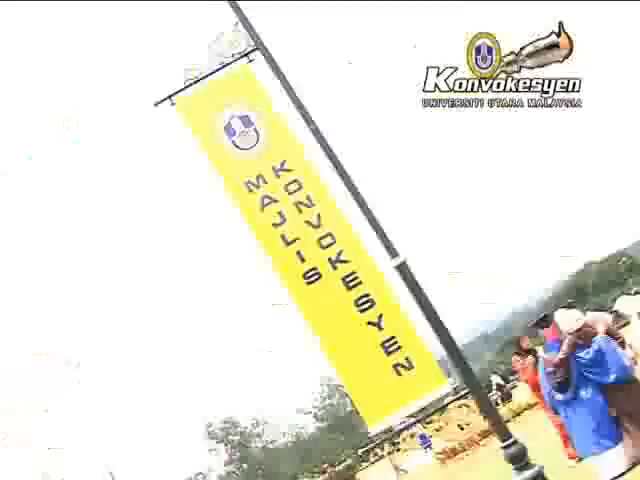 Konvokesyen
UNIVERSITI UTARA MALAYSIA
MAJLIS
KONVOKESYEN